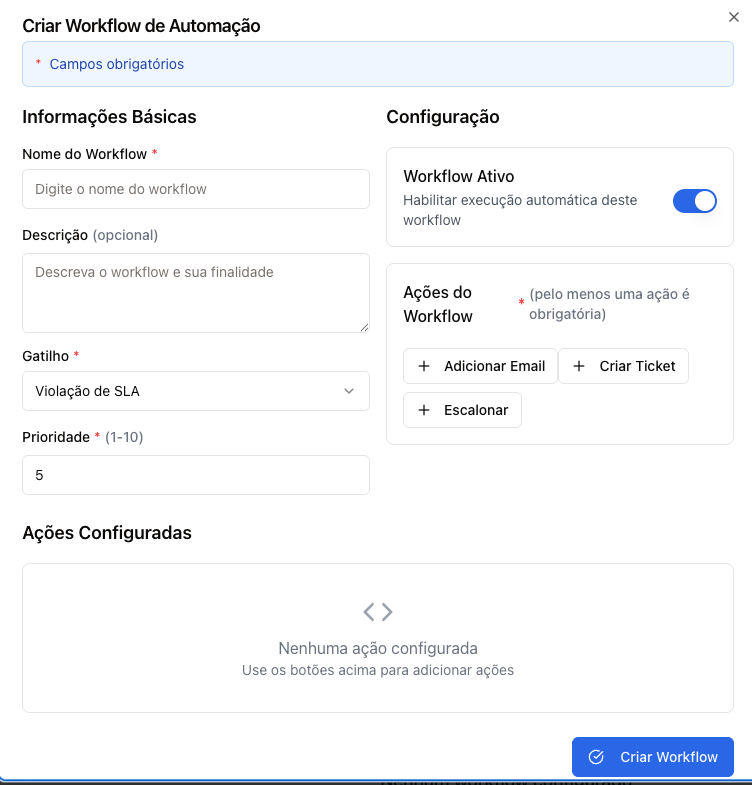 Criar Workflow de Automação
* Campos obrigatórios
Informações Básicas
Nome do Workflow *
Digite o nome do workflow
Descrição (opcional)
Descreva o workflow e sua finalidade
Gatilho *
Violação de SLA
Prioridade * (1-10)
5
Configuração
Workflow Ativo
Habilitar execução automática deste
workflow
Ações do
Workflow
* (pelo menos uma ação é
obrigatória)
Adicionar Email
Criar Ticket
Escalonar
Ações Configuradas
Nenhuma ação configurada
Use os botões acima para adicionar ações
Criar Workflow